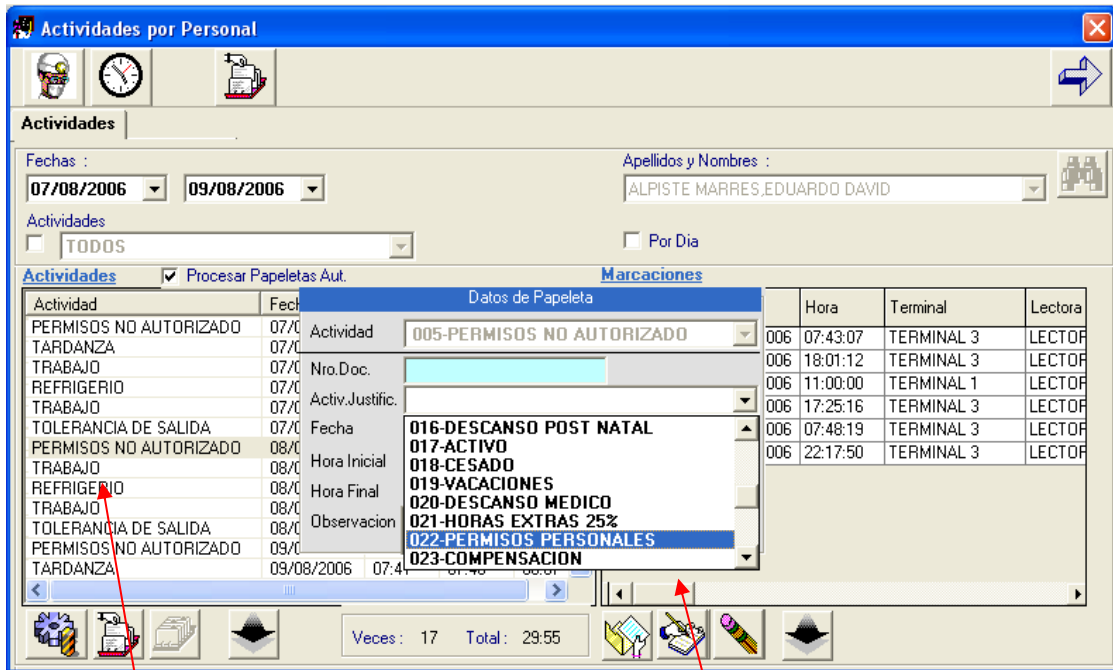 Actividades por Personal
Actividades
Fechas :
Apellidos y Nombres :
07/08/2006 09/08/2006
ALPISTE MARRES,EDUARDO DAVID
Actividades
TODOS
Por Dia
Actividades
Procesar Papeletas Aut.
Marcaciones
Actividad
PERMISOS NO AUTORIZADO
TARDANZA
TRABAJO
REFRIGERIO
TRABAJO
TOLERANCIA DE SALIDA
PERMISOS NO AUTORIZADO
TRABAJO
REFRIGERIO
TRABAJO
TOLERANCIA DE SALIDA
PERMISOS NO AUTORIZADO
TARDANZA 09/08/2006
Datos de Papeleta
Actividad 005-PERMISOS NO AUTORIZADO
Nro.Doc.
Activ.Justific.
Fecha
Hora Inicial
Hora Final
Observacion
016-DESCANSO POST NATAL
017-ACTIVO
018-CESADO
019-VACACIONES
020-DESCANSO MEDICO
021-HORAS EXTRAS 25%
022-PERMISOS PERSONALES
023-COMPENSACION
Hora Terminal Lectora
006 07:43:07 TERMINAL 3
006 18:01:12 TERMINAL 3
006 11:00:00 TERMINAL 1
006 17:25:16 TERMINAL 3
006 07:48:19 TERMINAL 3
006 22:17:50 TERMINAL 3
Veces : 17 Total : 29:55